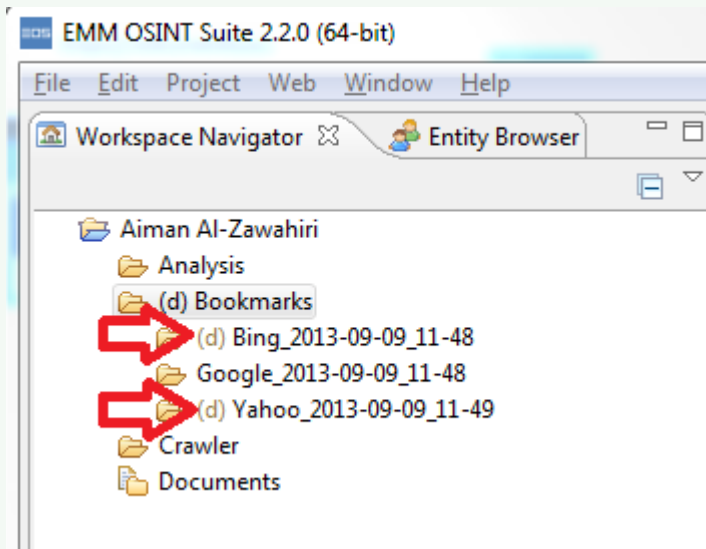 EOS EMM OSINT Suite 2.2.0 (64-bit)
File Edit Project Web Window Help
Workspace Navigator Entity Browser
Aiman Al-Zawahiri
Analysis
(d) Bookmarks
(d) Bing_2013-09-09_11-48
Google_2013-09-09_11-48
(d) Yahoo_2013-09-09_11-49
Crawler
Documents